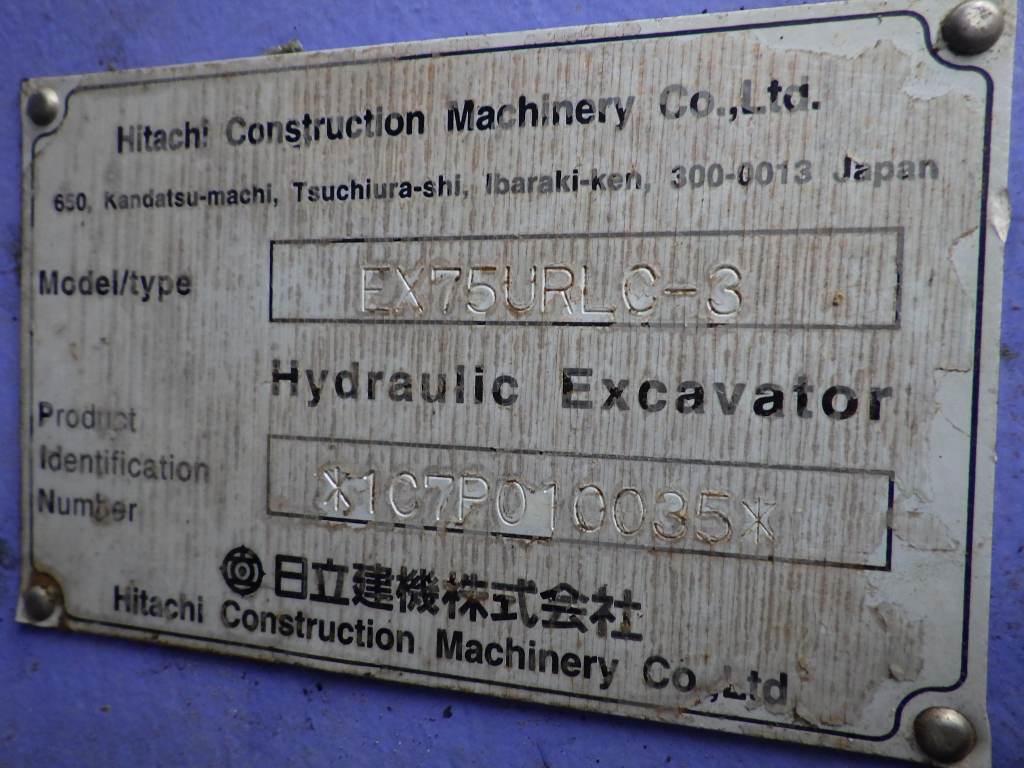 Hitachi Construction Machinery Co.,Ltd.
650, Kandatsu-machi, Tsuchiura-shi, Ibaraki-ken, 300-0013 Japan
Model/type EX75URLC-3
Hydraulic Excavator
Product
Identification
Number *1C7P010035*
日立建機株式会社
Hitachi Construction Machinery Co.,Ltd